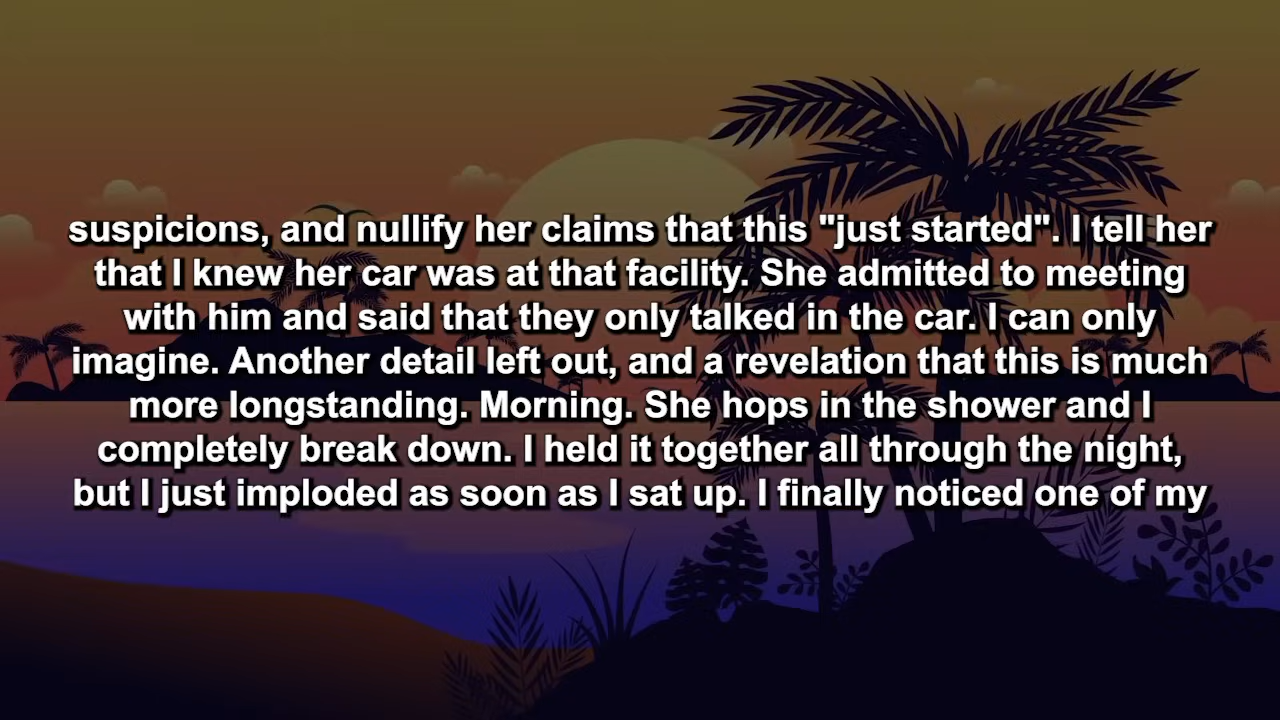 suspicions, and nullify her claims that this "just started". I tell her
that I knew her car was at that facility. She admitted to meeting
with him and said that they only talked in the car. I can only
imagine. Another detail left out, and a revelation that this is much
more longstanding. Morning. She hops in the shower and I
completely break down. I held it together all through the night,
but I just imploded as soon as I sat up. I finally noticed one of my